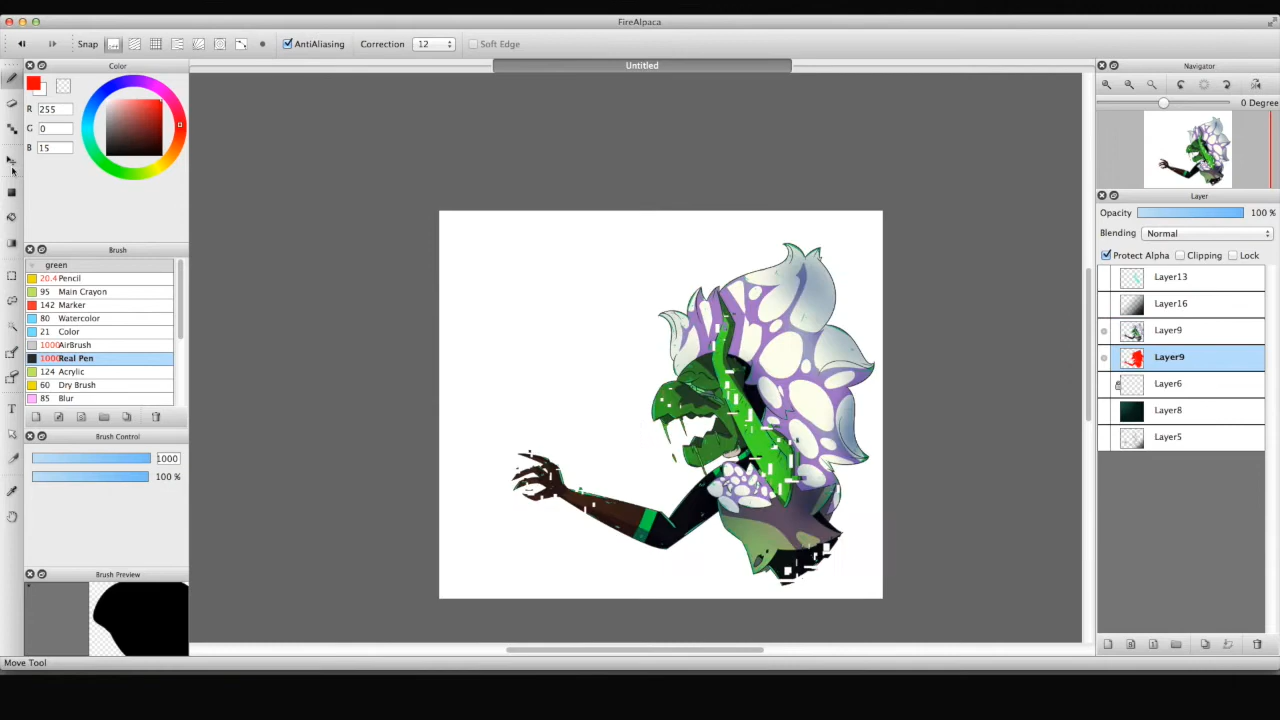 FireAlpaca
Snap AntiAliasing Correction 12 Soft Edge
Color Untitled Navigator
R 255
G 0
B 15
0 Degree
Layer
Opacity 100 %
Blending Normal
Protect Alpha Clipping Lock
Brush
green
20.4 Pencil
95 Main Crayon
142 Marker
80 Watercolor
21 Color
1000 AirBrush
1000 Real Pen
124 Acrylic
60 Dry Brush
85 Blur
Layer13
Layer16
Layer9
Layer9
Layer6
Layer8
Layer5
Brush Control
1000
100 %
Brush Preview
Move Tool